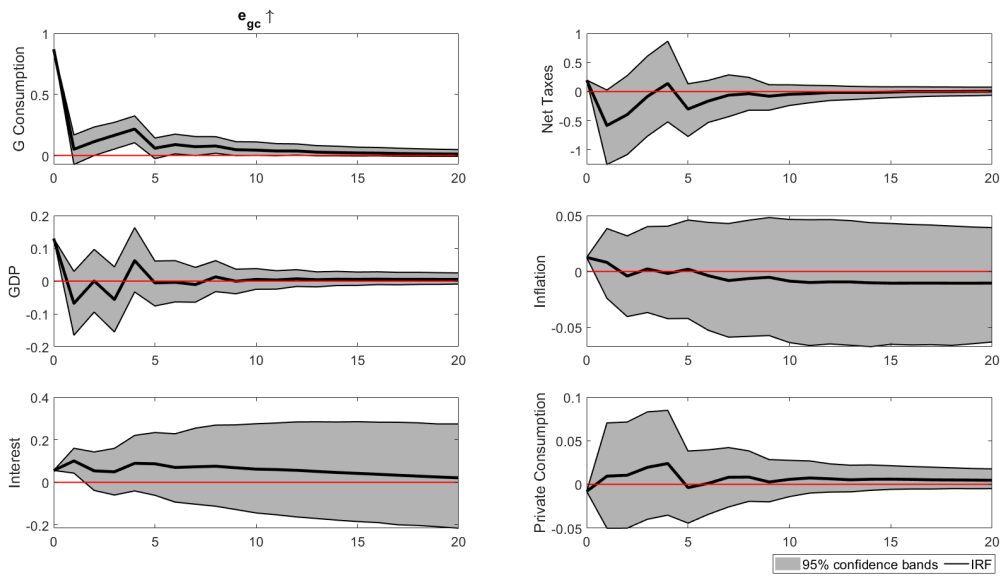 e_gc ↑
G Consumption
1
0.5
0
0 5 10 15 20
Net Taxes
1
0.5
0
-0.5
-1
0 5 10 15 20
GDP
0.2
0.1
0
-0.1
-0.2
0 5 10 15 20
Inflation
0.05
0
-0.05
0 5 10 15 20
Interest
0.4
0.2
0
-0.2
0 5 10 15 20
Private Consumption
0.1
0.05
0
-0.05
0 5 10 15 20
95% confidence bands IRF